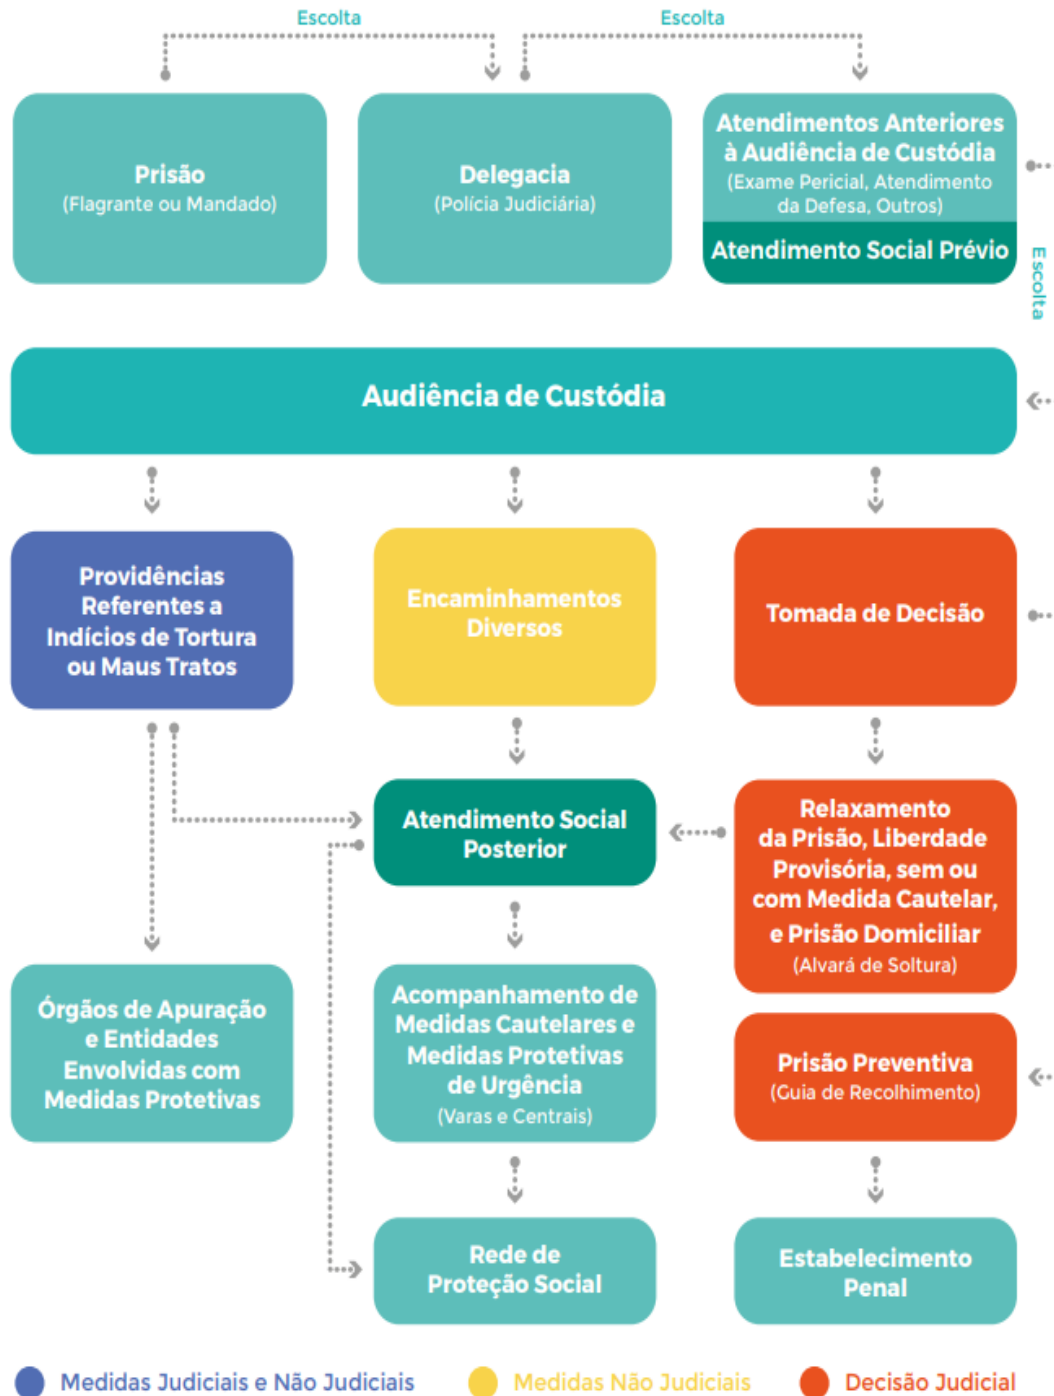 Escolta
Escolta
Prisão
(Flagrante ou Mandado)
Delegacia
(Polícia Judiciária)
Atendimentos Anteriores
à Audiência de Custódia
(Exame Pericial, Atendimento
da Defesa, Outros)
Atendimento Social Prévio
Escolta
Audiência de Custódia
Providências
Referentes a
Indícios de Tortura
ou Maus Tratos
Encaminhamentos
Diversos
Tomada de Decisão
Atendimento Social
Posterior
Relaxamento
da Prisão, Liberdade
Provisória, sem ou
com Medida Cautelar,
e Prisão Domiciliar
(Alvará de Soltura)
Órgãos de Apuração
e Entidades
Envolvidas com
Medidas Protetivas
Acompanhamento de
Medidas Cautelares e
Medidas Protetivas
de Urgência
(Varas e Centrais)
Prisão Preventiva
(Guia de Recolhimento)
Rede de
Proteção Social
Estabelecimento
Penal
Medidas Judiciais e Não Judiciais
Medidas Não Judiciais
Decisão Judicial